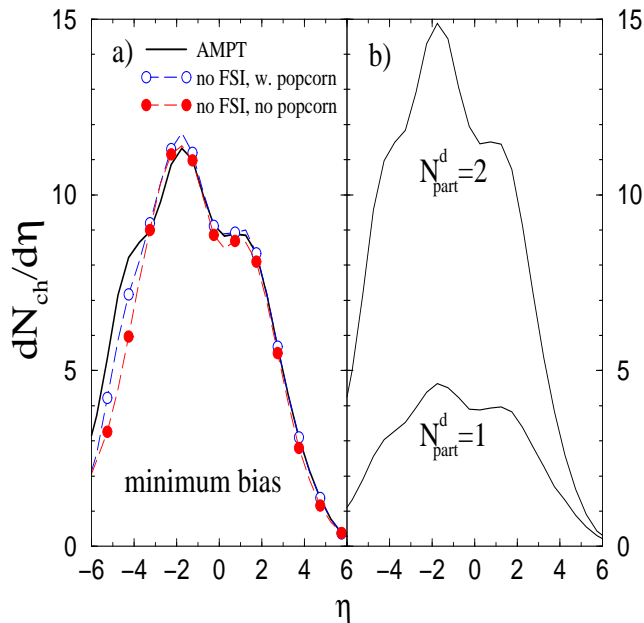 15
15
a)
AMPT
no FSI, w. popcorn
no FSI, no popcorn
b)
10
10
N^d_part=2
dN_ch/dη
5
5
N^d_part=1
minimum bias
0
0
−6 −4 −2 0 2 4 −6 −4 −2 0 2 4 6
η